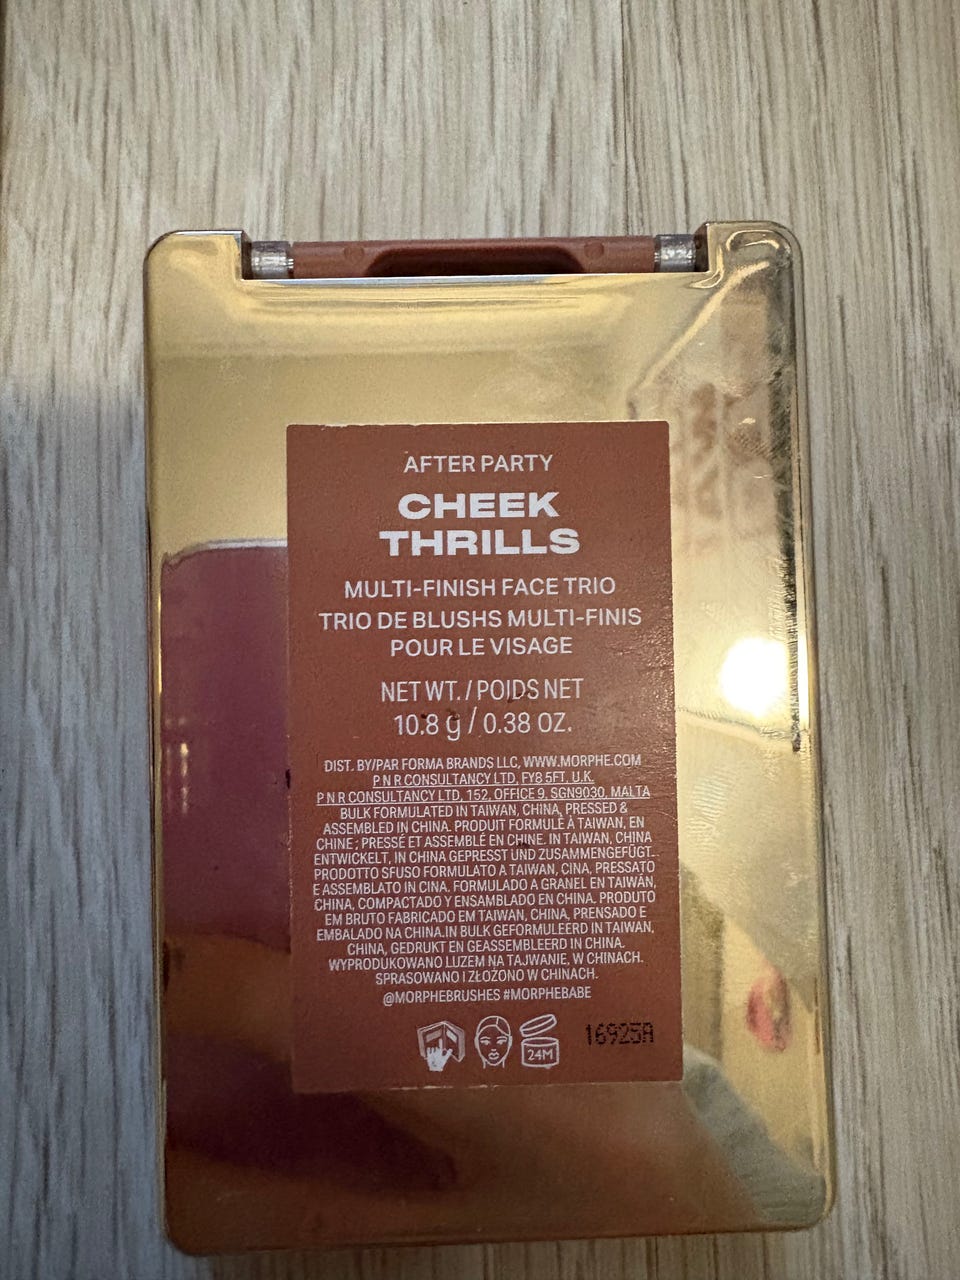 AFTER PARTY
CHEEK
THRILLS
MULTI-FINISH FACE TRIO
TRIO DE BLUSHS MULTI-FINIS
POUR LE VISAGE
NET WT. / POIDS NET
10.8 g / 0.38 OZ.
DIST. BY/PAR FORMA BRANDS LLC, WWW.MORPHE.COM
P N R CONSULTANCY LTD, FY8 5FT, U.K.
P N R CONSULTANCY LTD, 152, OFFICE 9, SGN9030, MALTA
BULK FORMULATED IN TAIWAN, CHINA, PRESSED &
ASSEMBLED IN CHINA. PRODUIT FORMULÉ À TAIWAN, EN
CHINE ; PRESSÉ ET ASSEMBLÉ EN CHINE. IN TAIWAN, CHINA
ENTWICKELT, IN CHINA GEPRESST UND ZUSAMMENGEFÜGT.
PRODOTTO SFUSO FORMULATO A TAIWAN, CINA, PRESSATO
E ASSEMBLATO IN CINA. FORMULADO A GRANEL EN TAIWÁN,
CHINA, COMPACTADO Y ENSAMBLADO EN CHINA. PRODUTO
EM BRUTO FABRICADO EM TAIWAN, CHINA, PRENSADO E
EMBALADO NA CHINA.IN BULK GEFORMULEERD IN TAIWAN,
CHINA, GEDRUKT EN GEASSEMBLEERD IN CHINA.
WYPRODUKOWANO LUZEM NA TAJWANIE, W CHINACH.
SPRASOWANO I ZŁOŻONO W CHINACH.
@MORPHEBRUSHES #MORPHEBABE
24M
16925A